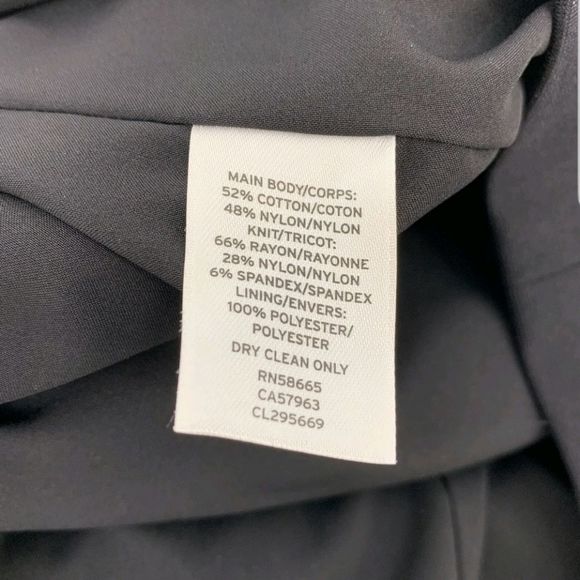 MAIN BODY/CORPS:
52% COTTON/COTON
48% NYLON/NYLON
KNIT/TRICOT:
66% RAYON/RAYONNE
28% NYLON/NYLON
6% SPANDEX/SPANDEX
LINING/ENVERS:
100% POLYESTER/
POLYESTER
DRY CLEAN ONLY
RN58665
CA57963
CL295669